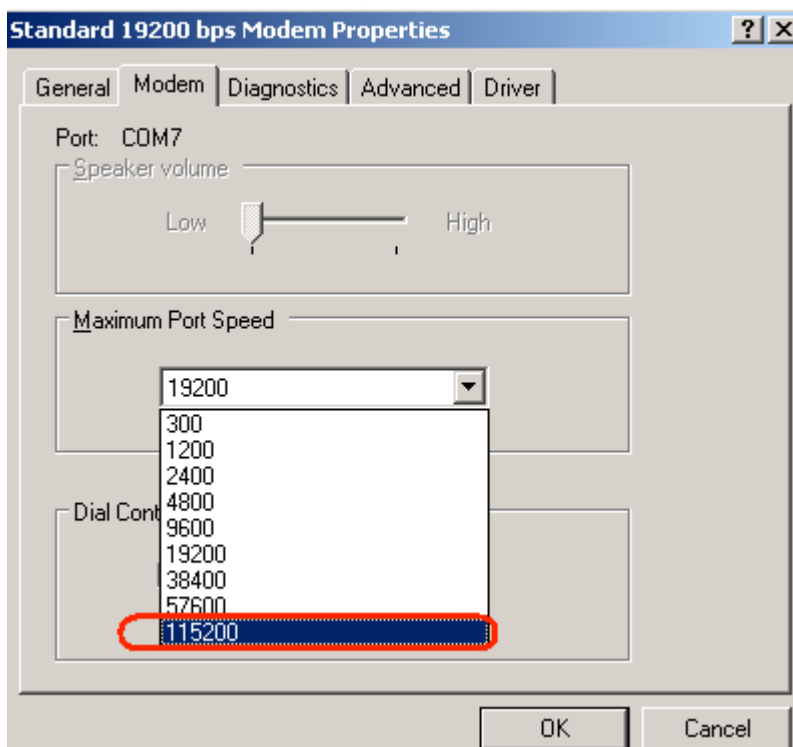 Standard 19200 bps Modem Properties
General Modem Diagnostics Advanced Driver
Port: COM7
Speaker volume
Low High
Maximum Port Speed
19200
300
1200
2400
4800
Dial Cont
9600
19200
38400
57600
115200
OK Cancel